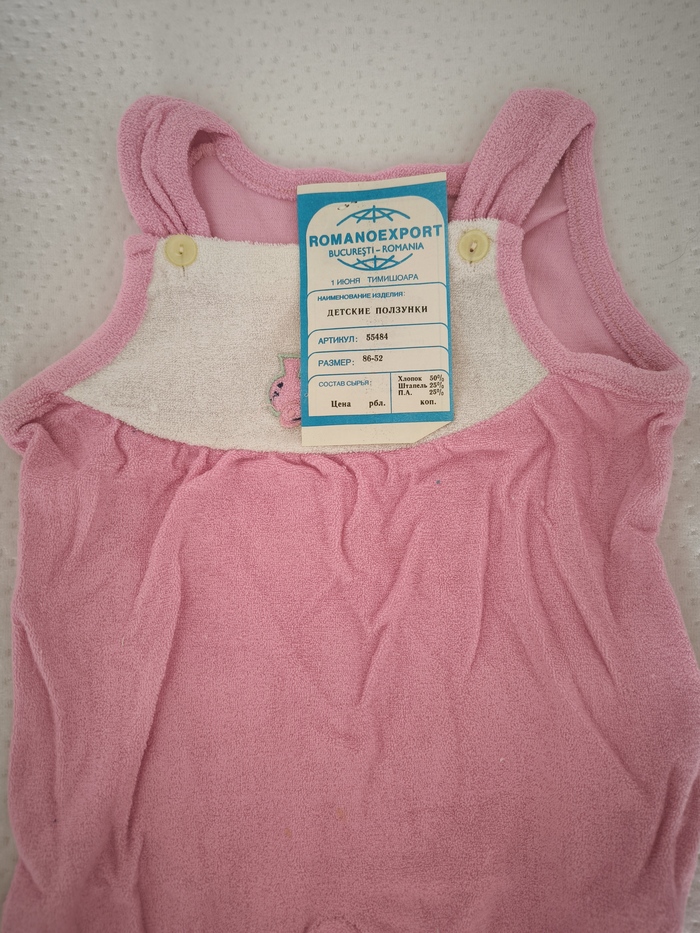 ROMANOEXPORT
BUCUREȘTI – ROMANIA
1 ИЮНЯ ТИМИШОАРА
НАИМЕНОВАНИЕ ИЗДЕЛИЯ:
ДЕТСКИЕ ПОЛЗУНКИ
АРТИКУЛ: 55484
РАЗМЕР: 86-52
СОСТАВ СЫРЬЯ:
Хлопок 50%
Штапель 25%
П.А. 25%
Цена рбл. коп.